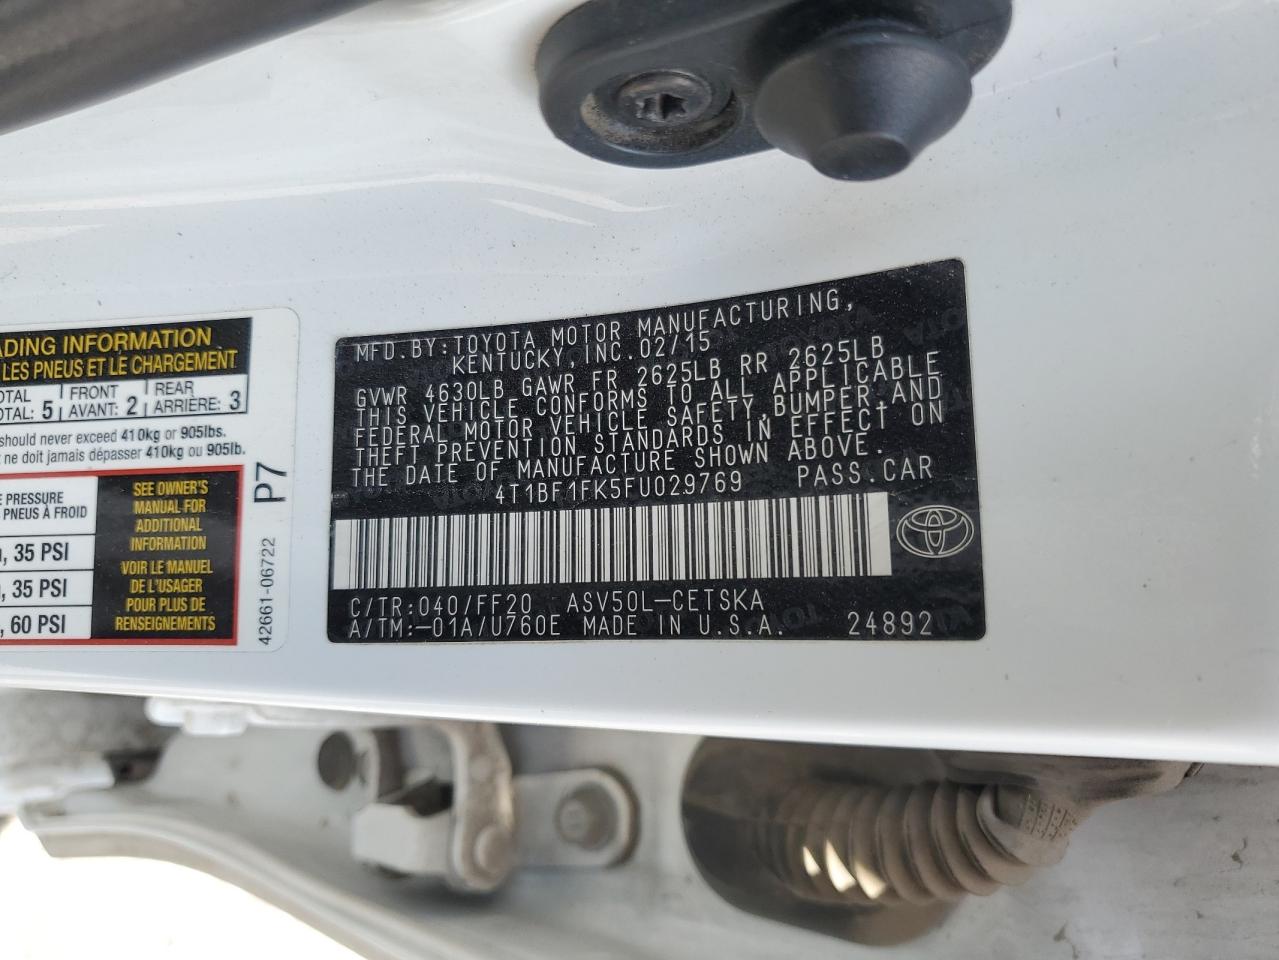 ADING INFORMATION
LES PNEUS ET LE CHARGEMENT
OTAL FRONT REAR
OTAL: 5 AVANT: 2 ARRIÈRE: 3
should never exceed 410kg or 905lbs.
ne doit jamais dépasser 410kg ou 905lb.
PRESSURE
PNEUS À FROID
, 35 PSI
, 35 PSI
, 60 PSI
SEE OWNER'S
MANUAL FOR
ADDITIONAL
INFORMATION
VOIR LE MANUEL
DE L'USAGER
POUR PLUS DE
RENSEIGNEMENTS
P7
42661-06722
MFD.BY:TOYOTA MOTOR MANUFACTURING,
KENTUCKY,INC.02/15
GVWR 4630LB GAWR FR 2625LB RR 2625LB
THIS VEHICLE CONFORMS TO ALL APPLICABLE
FEDERAL MOTOR VEHICLE SAFETY,BUMPER,AND
THEFT PREVENTION STANDARDS IN EFFECT ON
THE DATE OF MANUFACTURE SHOWN ABOVE.
4T1BF1FK5FU029769 PASS.CAR
C/TR:040/FF20 ASV50L-CETSKA
A/TM:-01A/U760E MADE IN U.S.A. 24892